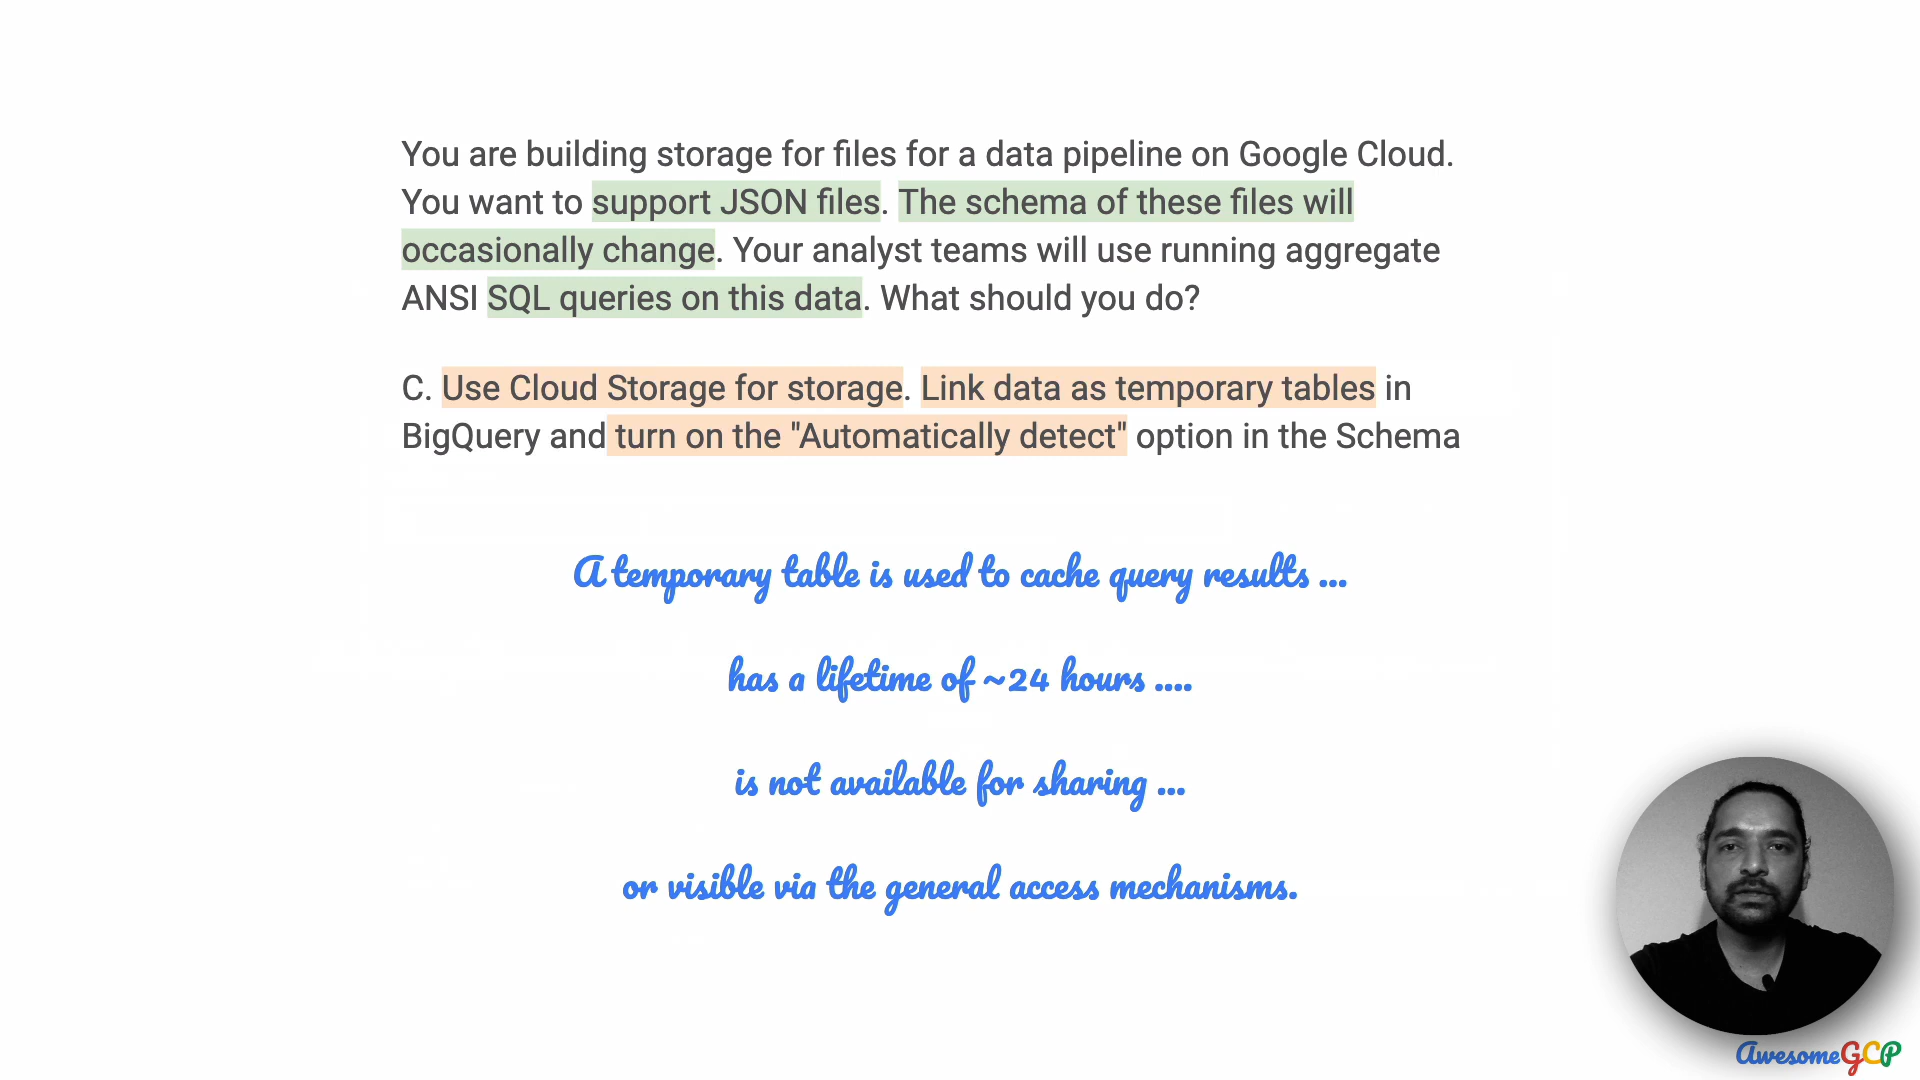 You are building storage for files for a data pipeline on Google Cloud.
You want to support JSON files. The schema of these files will
occasionally change. Your analyst teams will use running aggregate
ANSI SQL queries on this data. What should you do?
C. Use Cloud Storage for storage. Link data as temporary tables in
BigQuery and turn on the "Automatically detect" option in the Schema
A temporary table is used to cache query results ...
has a lifetime of ~24 hours ....
is not available for sharing ...
or visible via the general access mechanisms.
AwesomeGCP